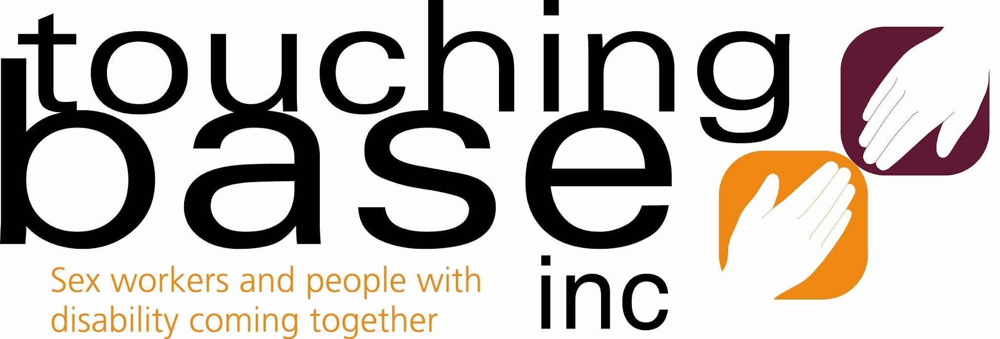 touching
base
inc
Sex workers and people with
disability coming together